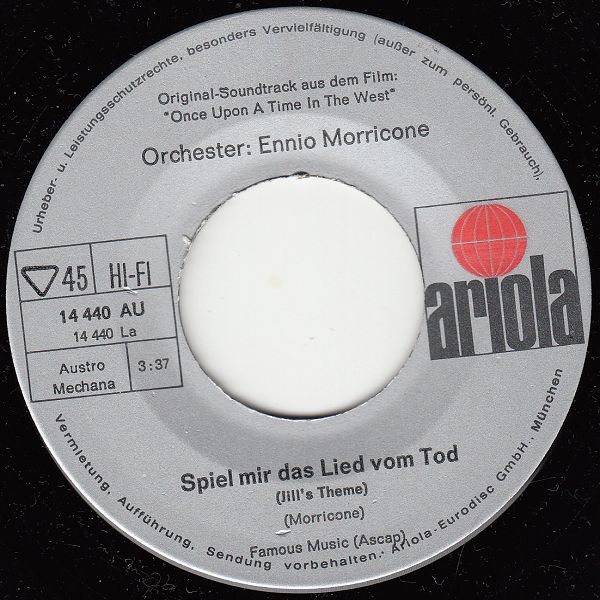 Urheber- u. Leistungsschutzrechte, besonders Vervielfältigung (außer zum persönl. Gebrauch),
Original-Soundtrack aus dem Film:
"Once Upon A Time In The West"
Orchester: Ennio Morricone
45 HI-FI
14 440 AU
14 440 La
Austro
Mechana
3:37
ariola
Spiel mir das Lied vom Tod
(Jill's Theme)
(Morricone)
Famous Music (Ascap)
Vermietung, Aufführung, Sendung vorbehalten. Ariola-Eurodisc GmbH., München